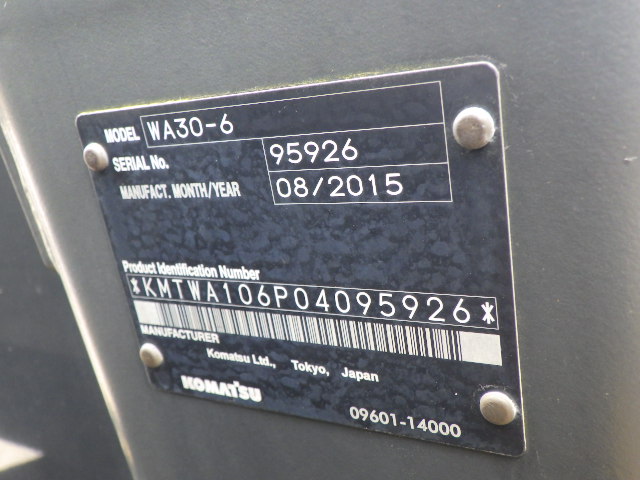 MODEL WA30-6
SERIAL No. 95926
MANUFACT. MONTH/YEAR 08/2015
Product Identification Number
*KMTWA106P04095926*
MANUFACTURER
Komatsu Ltd., Tokyo, Japan
KOMATSU
09601-14000